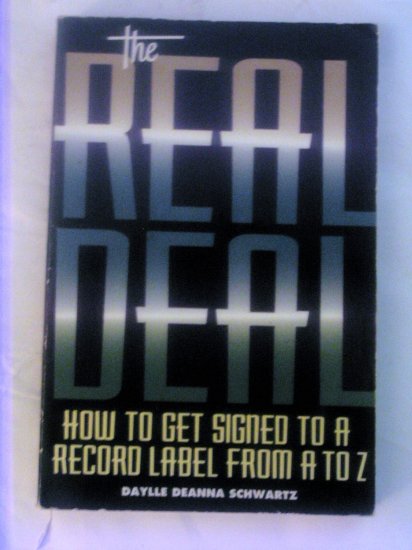 the
REAL
DEAL
HOW TO GET SIGNED TO A
RECORD LABEL FROM A TO Z
DAYLLE DEANNA SCHWARTZ